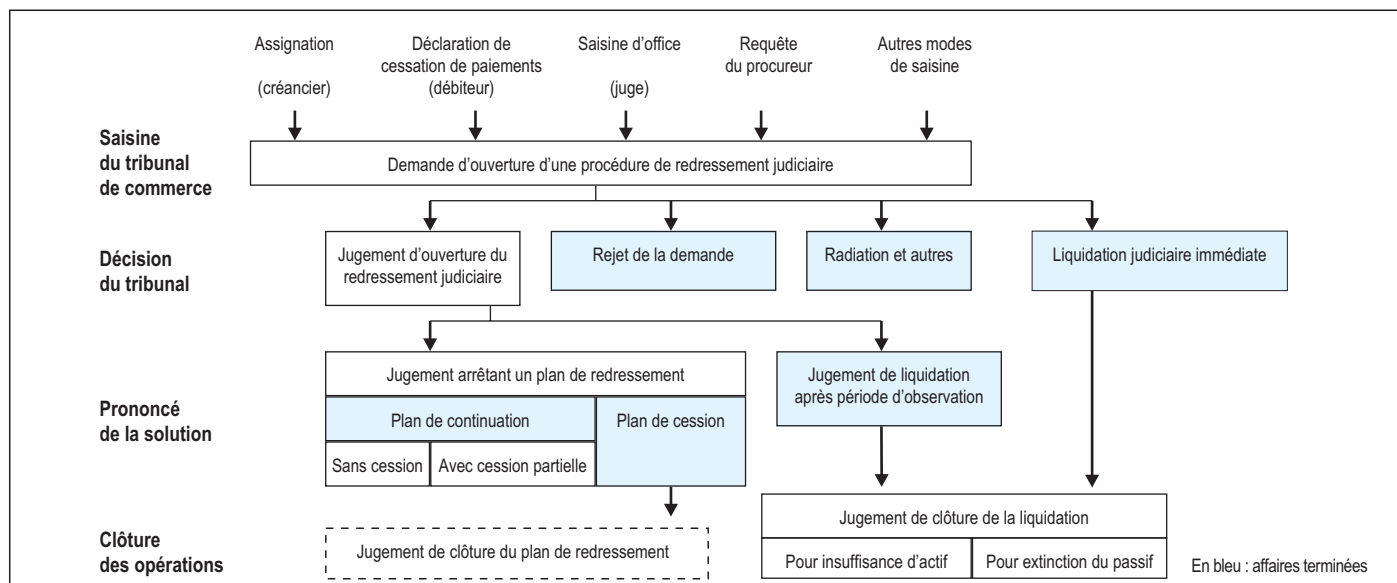 Assignation
(créancier)
Déclaration de
cessation de paiements
(débiteur)
Saisine d'office
(juge)
Requête
du procureur
Autres modes
de saisine
Saisine
du tribunal
de commerce
Demande d'ouverture d'une procédure de redressement judiciaire
Décision
du tribunal
Jugement d'ouverture du
redressement judiciaire
Rejet de la demande
Radiation et autres
Liquidation judiciaire immédiate
Prononcé
de la solution
Jugement arrêtant un plan de redressement
Plan de continuation
Plan de cession
Sans cession
Avec cession partielle
Jugement de liquidation
après période d'observation
Clôture
des opérations
Jugement de clôture du plan de redressement
Jugement de clôture de la liquidation
Pour insuffisance d'actif
Pour extinction du passif
En bleu : affaires terminées